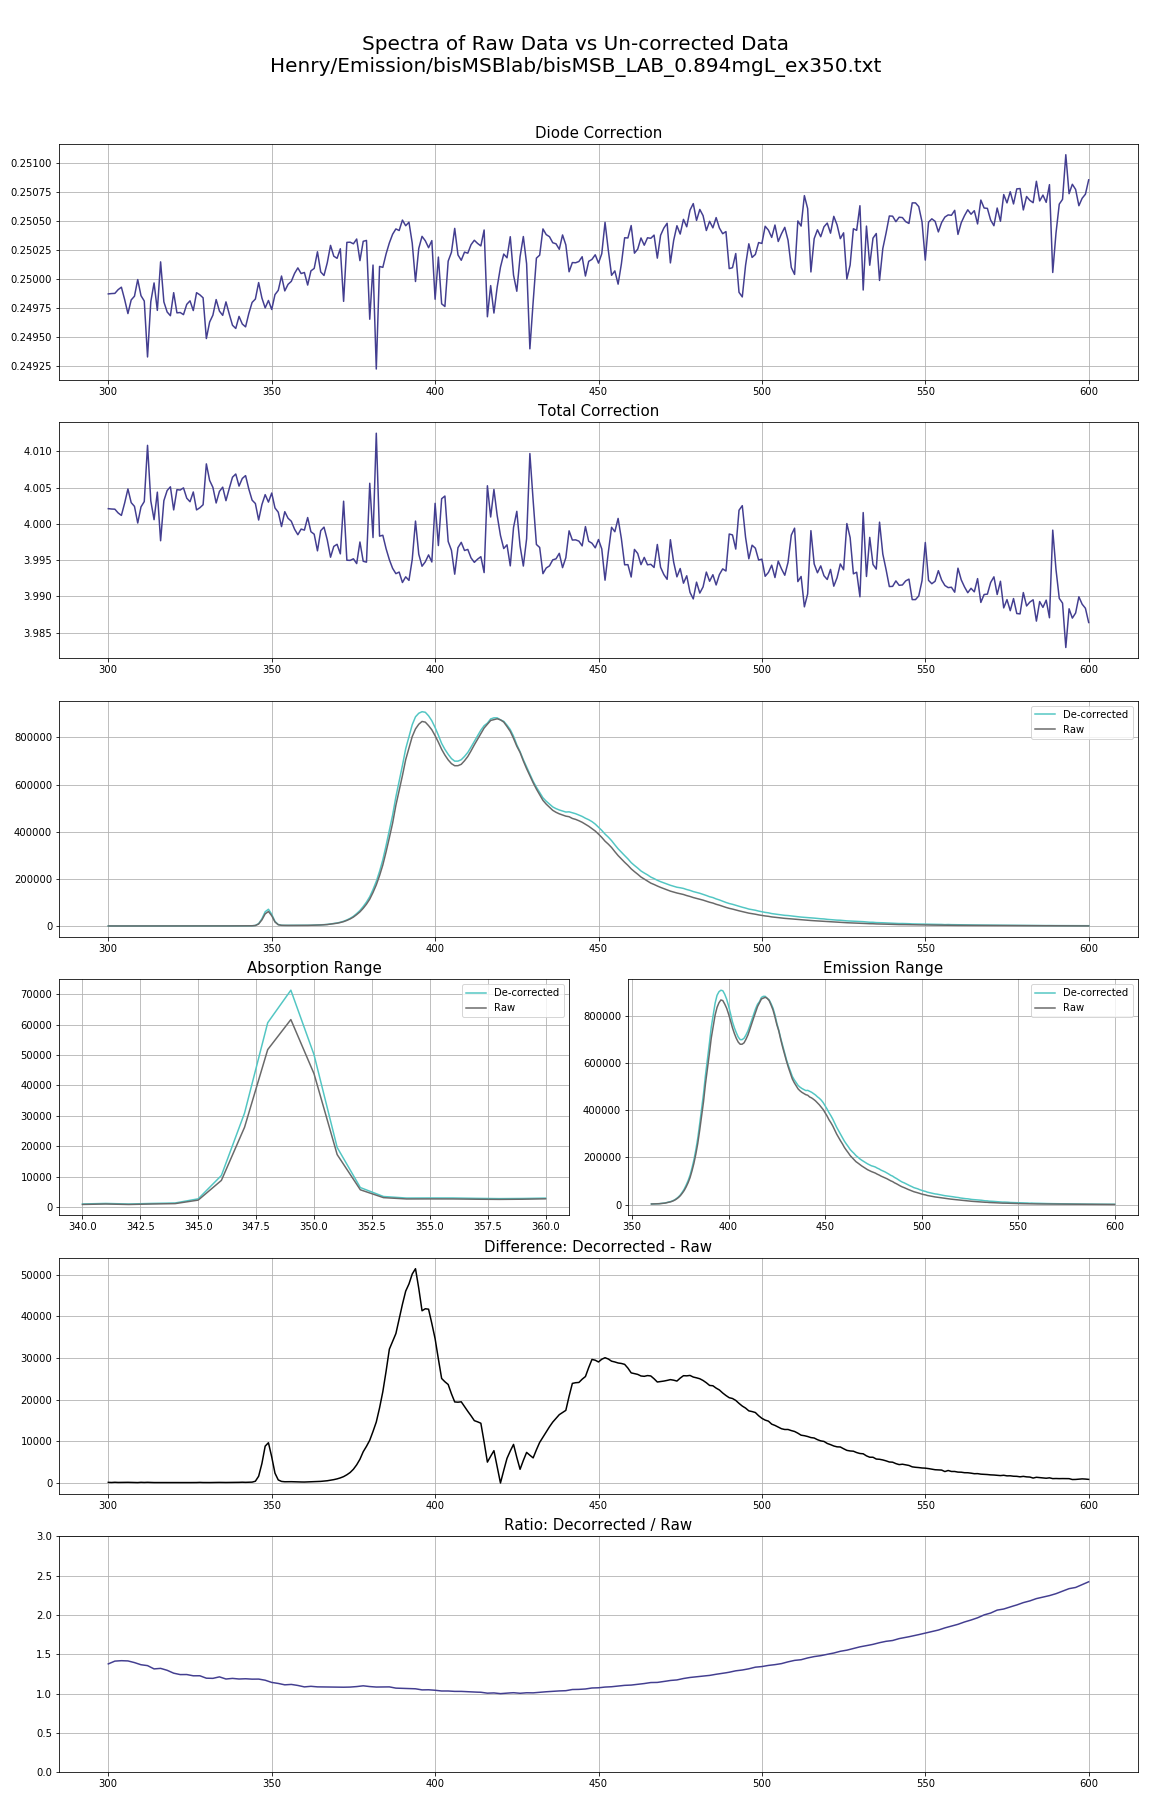 Spectra of Raw Data vs Un-corrected Data
Henry/Emission/bisMSBlab/bisMSB_LAB_0.894mgL_ex350.txt
Diode Correction
0.25100
0.25075
0.25050
0.25025
0.25000
0.24975
0.24950
0.24925
300 350 400 450 500 550 600
Total Correction
4.010
4.005
4.000
3.995
3.990
3.985
300 350 400 450 500 550 600
De-corrected
Raw
800000
600000
400000
200000
0
300 350 400 450 500 550 600
Absorption Range
De-corrected
Raw
70000
60000
50000
40000
30000
20000
10000
0
340.0 342.5 345.0 347.5 350.0 352.5 355.0 357.5 360.0
Emission Range
De-corrected
Raw
800000
600000
400000
200000
0
350 400 450 500 550 600
Difference: Decorrected - Raw
50000
40000
30000
20000
10000
0
300 350 400 450 500 550 600
Ratio: Decorrected / Raw
3.0
2.5
2.0
1.5
1.0
0.5
0.0
300 350 400 450 500 550 600